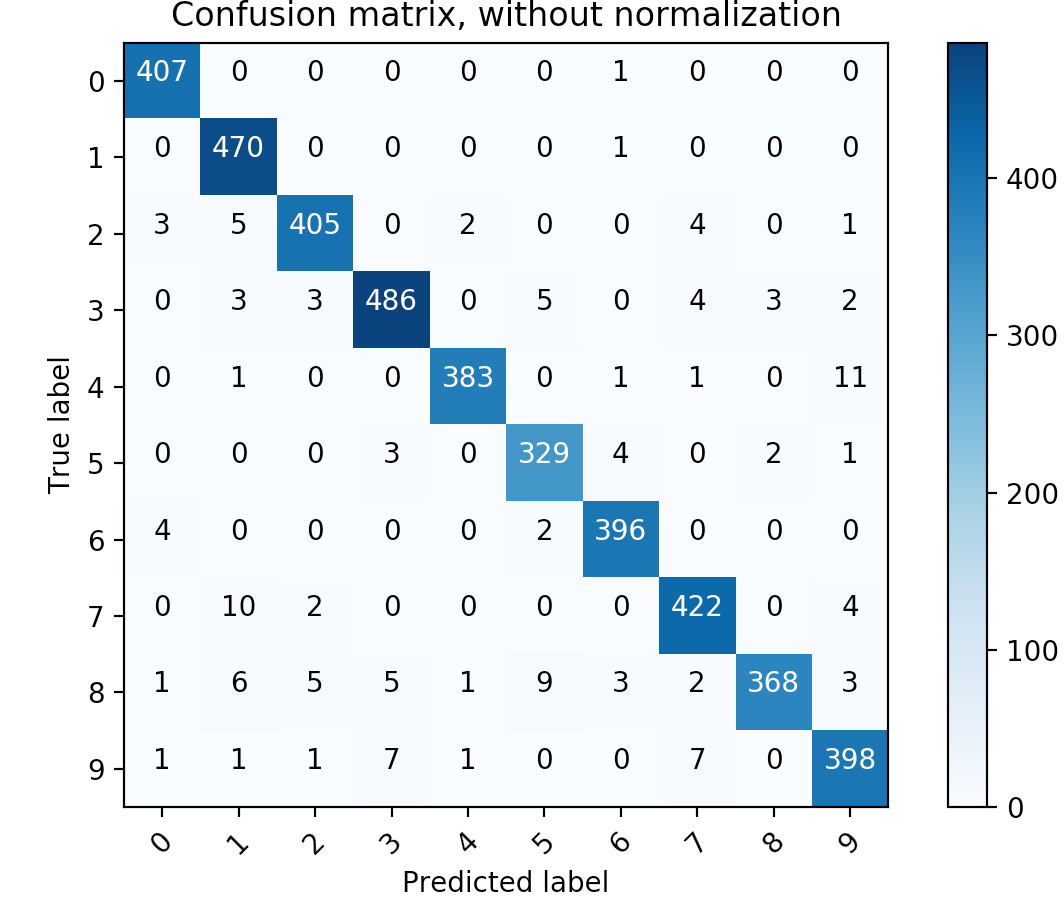 Confusion matrix, without normalization
0 407 0 0 0 0 0 1 0 0 0
1 0 470 0 0 0 0 1 0 0 0
2 3 5 405 0 2 0 0 4 0 1
3 0 3 3 486 0 5 0 4 3 2
4 0 1 0 0 383 0 1 1 0 11
5 0 0 0 3 0 329 4 0 2 1
6 4 0 0 0 0 2 396 0 0 0
7 0 10 2 0 0 0 0 422 0 4
8 1 6 5 5 1 9 3 2 368 3
9 1 1 1 7 1 0 0 7 0 398
0 1 2 3 4 5 6 7 8 9
Predicted label
True label
400
300
200
100
0